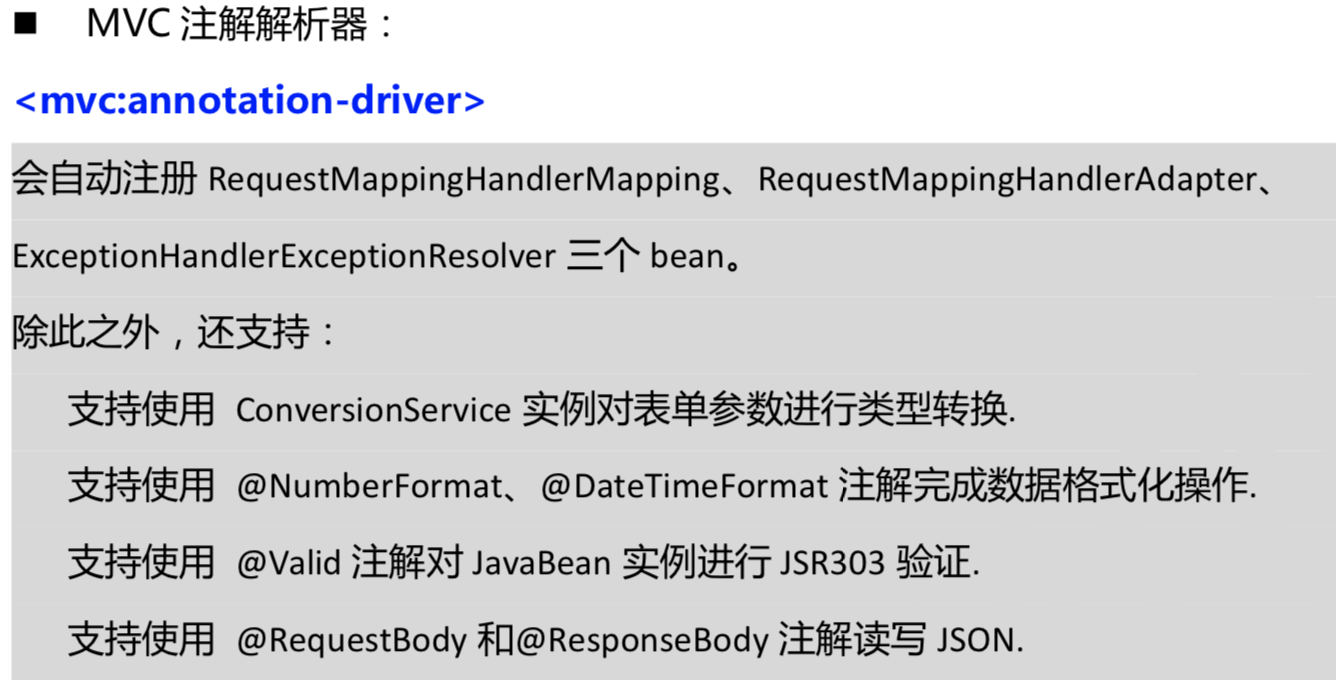 ■ MVC 注解解析器：
<mvc:annotation-driver>
会自动注册 RequestMappingHandlerMapping、RequestMappingHandlerAdapter、
ExceptionHandlerExceptionResolver 三个 bean。
除此之外，还支持：
支持使用 ConversionService 实例对表单参数进行类型转换.
支持使用 @NumberFormat、@DateTimeFormat 注解完成数据格式化操作.
支持使用 @Valid 注解对 JavaBean 实例进行 JSR303 验证.
支持使用 @RequestBody 和@ResponseBody 注解读写 JSON.